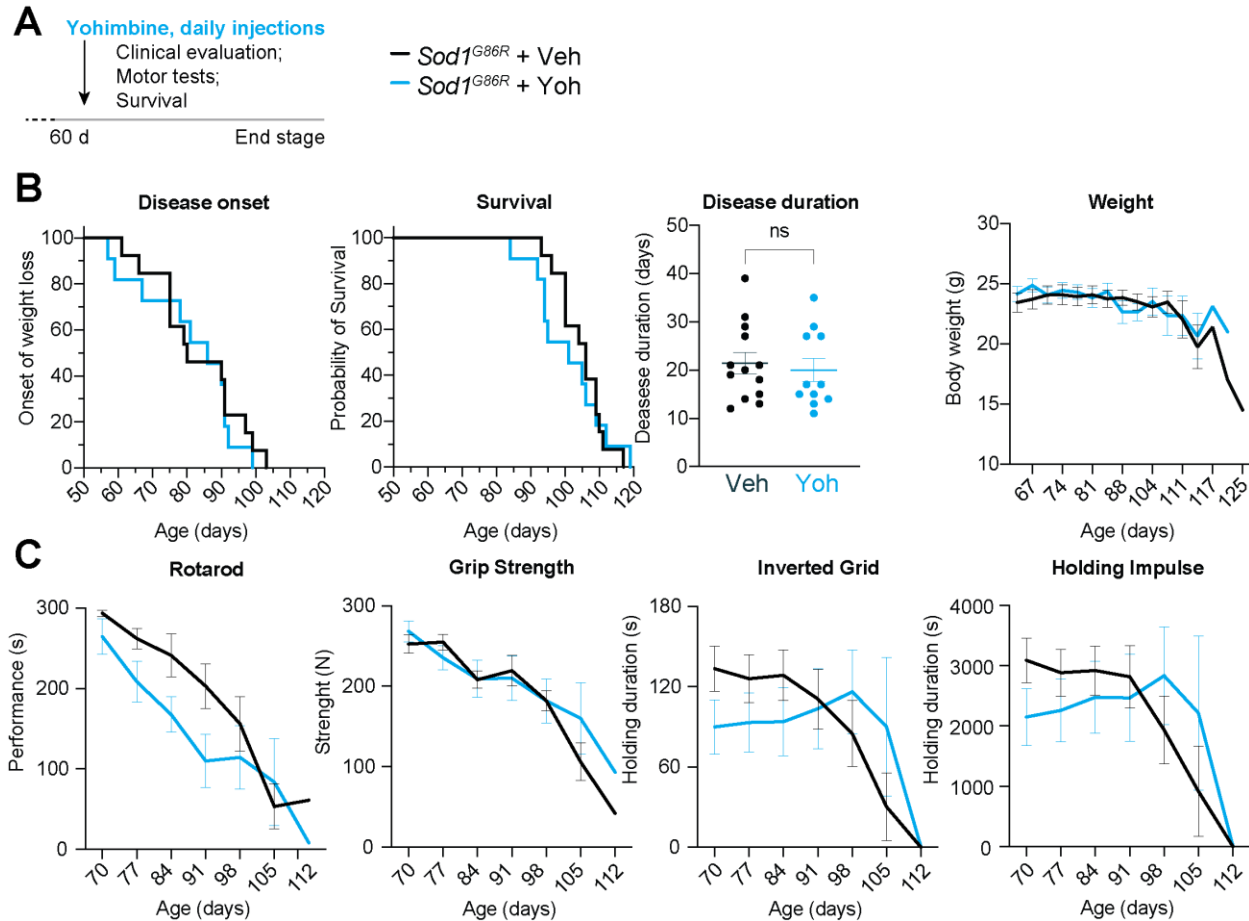 A
Yohimbine, daily injections
Clinical evaluation;
Motor tests;
Survival
60 d
End stage
Sod1^G86R + Veh
Sod1^G86R + Yoh
B
Disease onset
Onset of weight loss
100
80
60
40
20
0
50 60 70 80 90 100 110 120
Age (days)
Survival
Probability of Survival
100
80
60
40
20
0
50 60 70 80 90 100 110 120
Age (days)
Disease duration
Deasease duration (days)
50
40
30
20
10
0
ns
Veh Yoh
Weight
Body weight (g)
30
25
20
15
10
67 74 81 88 104 111 117 125
Age (days)
C
Rotarod
Performance (s)
300
200
100
0
70 77 84 91 98 105 112
Age (days)
Grip Strength
Strenght (N)
300
200
100
0
70 77 84 91 98 105 112
Age (days)
Inverted Grid
Holding duration (s)
180
120
60
0
70 77 84 91 98 105 112
Age (days)
Holding Impulse
Holding duration (s)
4000
3000
2000
1000
0
70 77 84 91 98 105 112
Age (days)